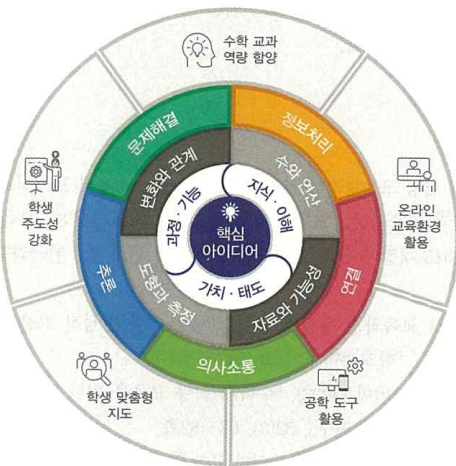 수학 교과
역량 함양
온라인
교육환경
활용
공학 도구
활용
학생 맞춤형
지도
학생
주도성
강화
문제해결
정보처리
연결
의사소통
추론
변화와 관계
수와 연산
자료와 가능성
도형과 측정
과정·기능
지식·이해
가치·태도
핵심
아이디어